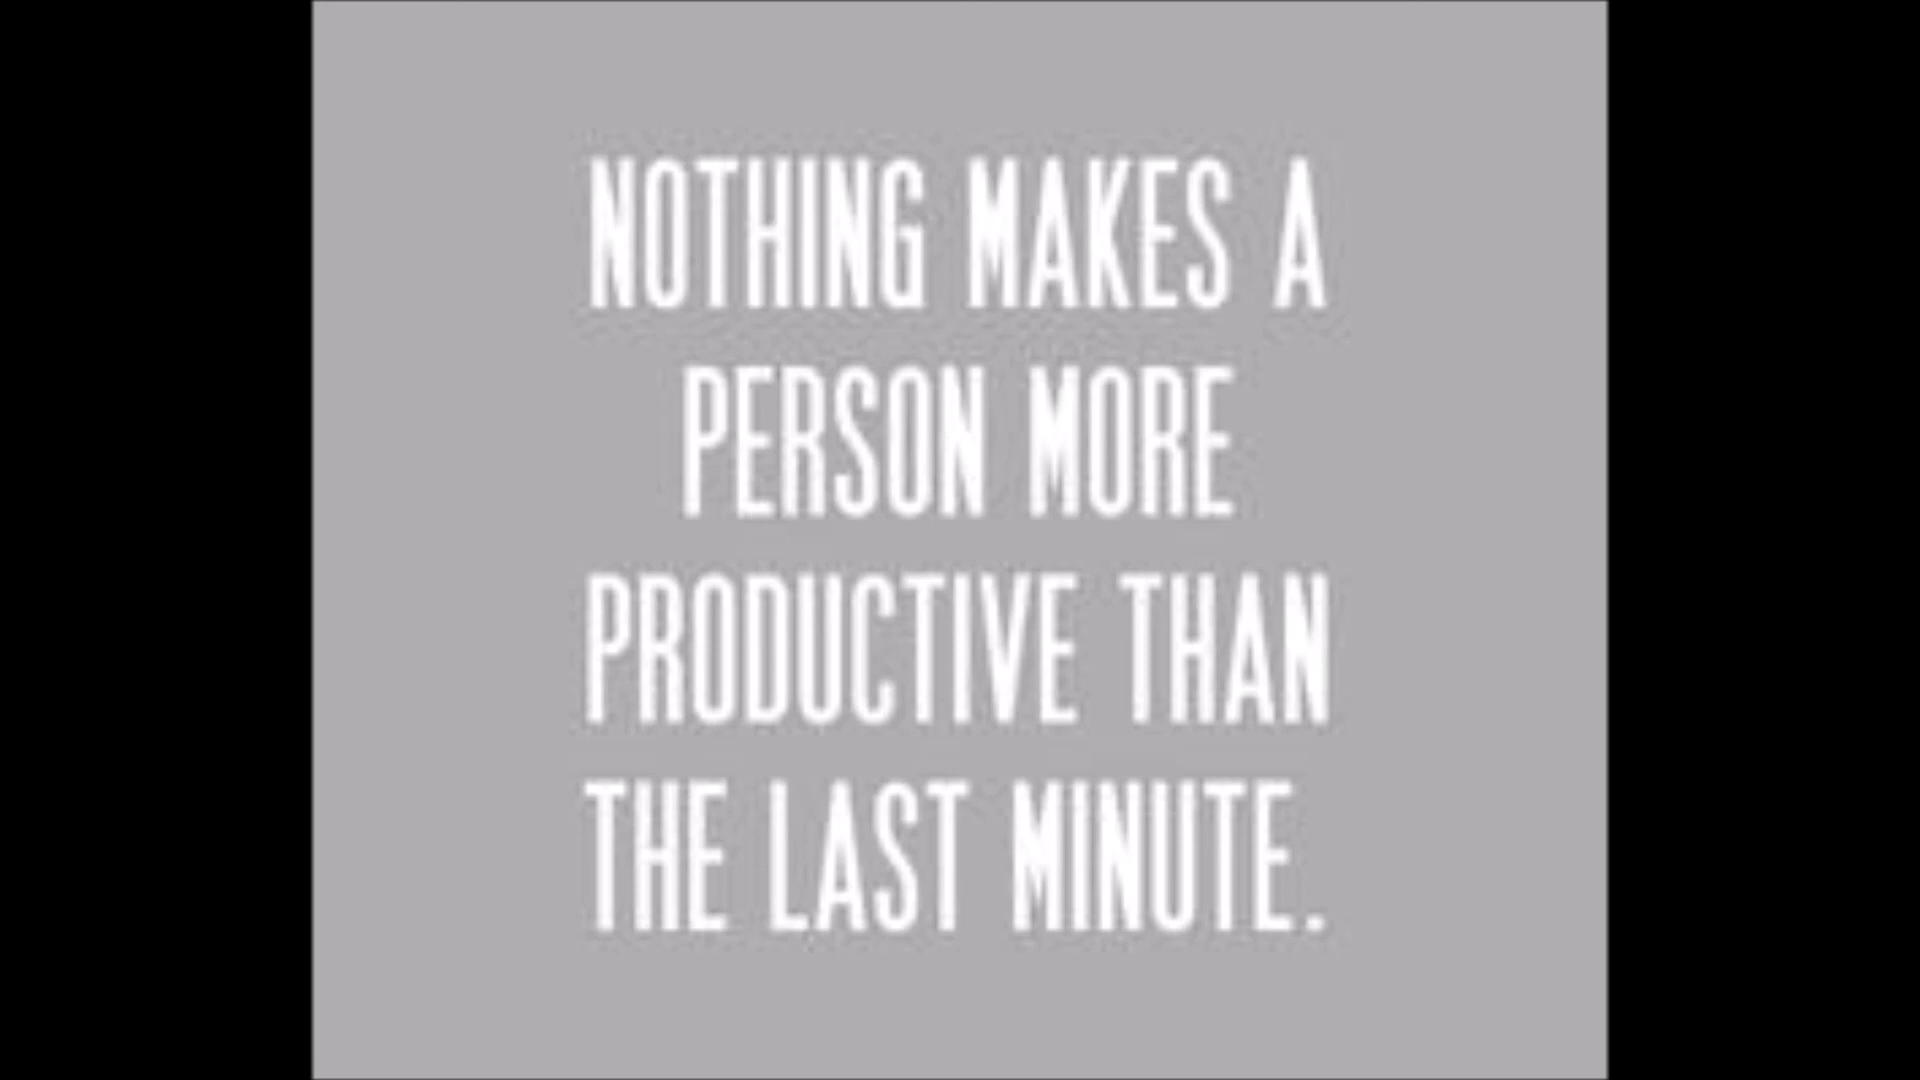 NOTHING MAKES A
PERSON MORE
PRODUCTIVE THAN
THE LAST MINUTE.